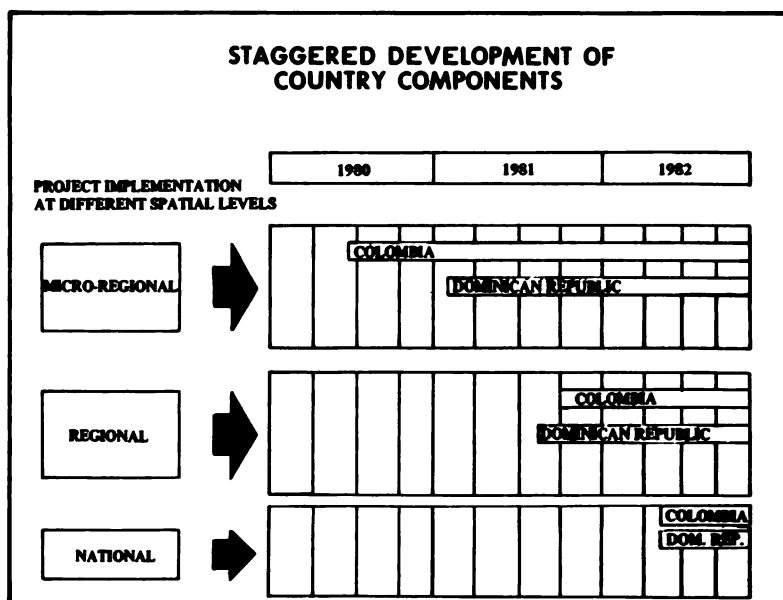 STAGGERED DEVELOPMENT OF
COUNTRY COMPONENTS
1980 1981 1982
PROJECT IMPLEMENTATION
AT DIFFERENT SPATIAL LEVELS
MICRO-REGIONAL
COLOMBIA
DOMINICAN REPUBLIC
REGIONAL
COLOMBIA
DOMINICAN REPUBLIC
NATIONAL
COLOMBIA
DOM. REP.